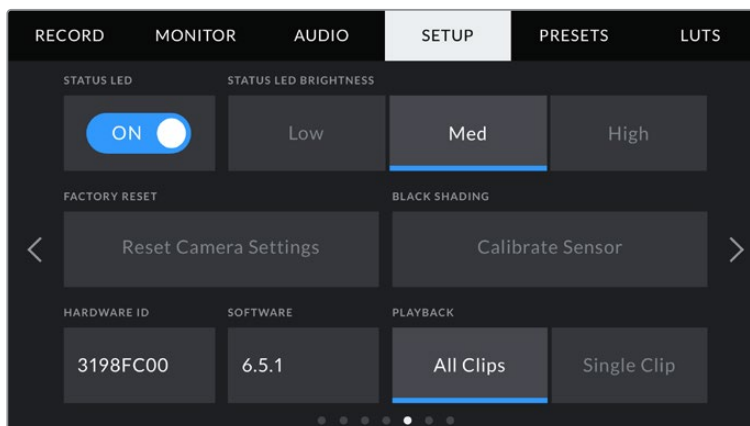 RECORD MONITOR AUDIO SETUP PRESETS LUTS
STATUS LED STATUS LED BRIGHTNESS
ON Low Med High
FACTORY RESET BLACK SHADING
Reset Camera Settings Calibrate Sensor
HARDWARE ID SOFTWARE PLAYBACK
3198FC00 6.5.1 All Clips Single Clip